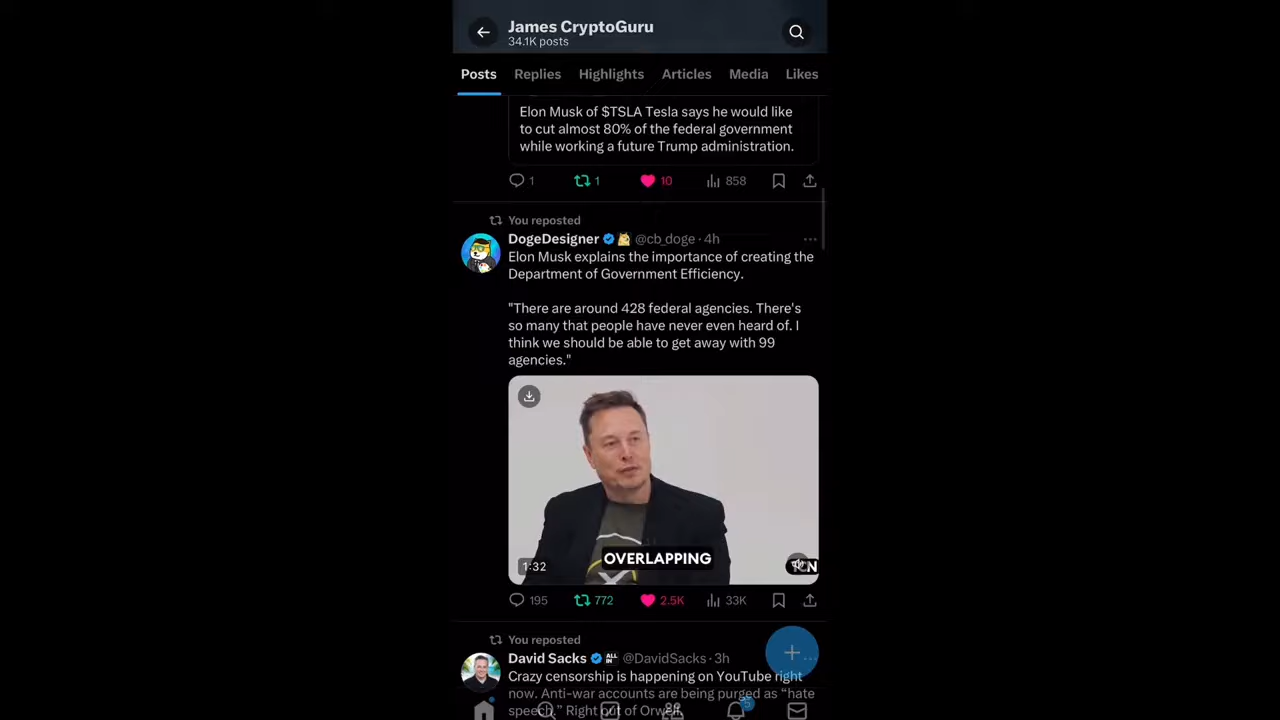 James CryptoGuru
34.1K posts
Posts Replies Highlights Articles Media Likes
Elon Musk of $TSLA Tesla says he would like
to cut almost 80% of the federal government
while working a future Trump administration.
1 1 10 858
You reposted
DogeDesigner @cb_doge · 4h
Elon Musk explains the importance of creating the
Department of Government Efficiency.
"There are around 428 federal agencies. There's
so many that people have never even heard of. I
think we should be able to get away with 99
agencies."
OVERLAPPING
1:32
195 772 2.5K 33K
You reposted
David Sacks ALL IN @DavidSacks · 3h
Crazy censorship is happening on YouTube right
now. Anti-war accounts are being purged as “hate
speech.” Right out of Orwell.